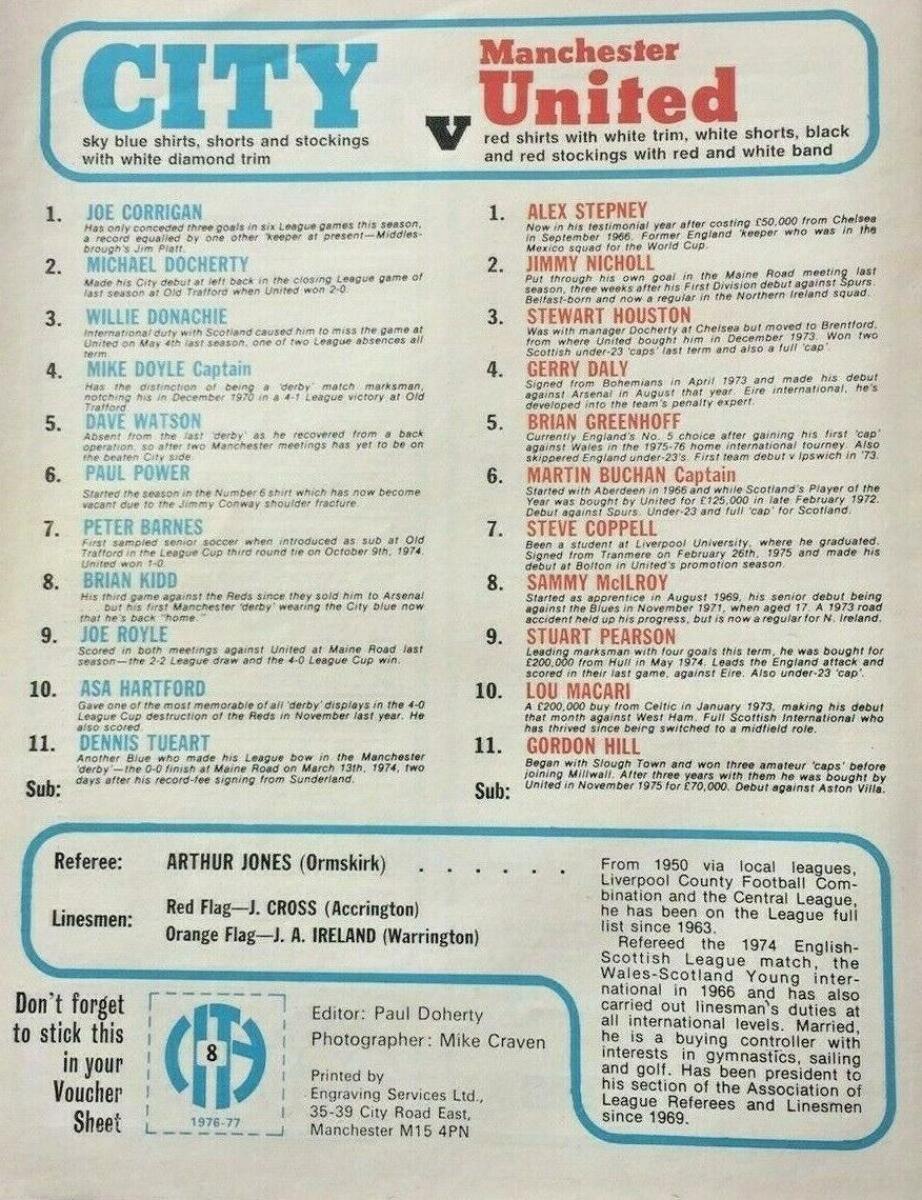 CITY
sky blue shirts, shorts and stockings
with white diamond trim
v
Manchester
United
red shirts with white trim, white shorts, black
and red stockings with red and white band
1. JOE CORRIGAN
Has only conceded three goals in six League games this season,
a record equalled by one other 'keeper at present—Middles-
brough's Jim Platt.
2. MICHAEL DOCHERTY
Made his City debut at left back in the closing League game of
last season at Old Trafford when United won 2-0.
3. WILLIE DONACHIE
International duty with Scotland caused him to miss the game at
United on May 4th last season, one of two League absences all
term.
4. MIKE DOYLE Captain
Has the distinction of being a 'derby' match marksman,
notching his in December 1970 in a 4-1 League victory at Old
Trafford.
5. DAVE WATSON
Absent from the last 'derby' as he recovered from a back
operation, so after two Manchester meetings has yet to be on
the beaten City side.
6. PAUL POWER
Started the season in the Number 6 shirt which has now become
vacant due to the Jimmy Conway shoulder fracture.
7. PETER BARNES
First sampled senior soccer when introduced as sub at Old
Trafford in the League Cup third round tie on October 9th, 1974.
United won 1-0.
8. BRIAN KIDD
His third game against the Reds since they sold him to Arsenal
but his first Manchester 'derby' wearing the City blue now
that he's back "home."
9. JOE ROYLE
Scored in both meetings against United at Maine Road last
season—the 2-2 League draw and the 4-0 League Cup win.
10. ASA HARTFORD
Gave one of the most memorable of all 'derby' displays in the 4-0
League Cup destruction of the Reds in November last year. He
also scored.
11. DENNIS TUEART
Another Blue who made his League bow in the Manchester
'derby'—the 0-0 finish at Maine Road on March 13th, 1974, two
days after his record-fee signing from Sunderland.
Sub:
1. ALEX STEPNEY
Now in his testimonial year after costing £50,000 from Chelsea
in September 1966. Former England 'keeper who was in the
Mexico squad for the World Cup.
2. JIMMY NICHOLL
Put through his own goal in the Maine Road meeting last
season, three weeks after his First Division debut against Spurs.
Belfast-born and now a regular in the Northern Ireland squad.
3. STEWART HOUSTON
Was with manager Docherty at Chelsea but moved to Brentford,
from where United bought him in December 1973. Won two
Scottish under-23 'caps' last term and also a full 'cap'.
4. GERRY DALY
Signed from Bohemians in April 1973 and made his debut
against Arsenal in August that year. Eire international, he's
developed into the team's penalty expert.
5. BRIAN GREENHOFF
Currently England's No. 5 choice after gaining his first 'cap'
against Wales in the 1975-76 home international tourney. Also
skippered England under-23's. First team debut v Ipswich in '73.
6. MARTIN BUCHAN Captain
Started with Aberdeen in 1966 and while Scotland's Player of the
Year was bought by United for £125,000 in late February 1972.
Debut against Spurs. Under-23 and full 'cap' for Scotland.
7. STEVE COPPELL
Been a student at Liverpool University, where he graduated.
Signed from Tranmere on February 26th, 1975 and made his
debut at Bolton in United's promotion season.
8. SAMMY McILROY
Started as apprentice in August 1969, his senior debut being
against the Blues in November 1971, when aged 17. A 1973 road
accident held up his progress, but is now a regular for N. Ireland.
9. STUART PEARSON
Leading marksman with four goals this term, he was bought for
£200,000 from Hull in May 1974. Leads the England attack and
scored in their last game, against Eire. Also under-23 'cap'.
10. LOU MACARI
A £200,000 buy from Celtic in January 1973, making his debut
that month against West Ham. Full Scottish International who
has thrived since being switched to a midfield role.
11. GORDON HILL
Began with Slough Town and won three amateur 'caps' before
joining Millwall. After three years with them he was bought by
United in November 1975 for £70,000. Debut against Aston Villa.
Sub:
Referee: ARTHUR JONES (Ormskirk) . . . . . .
Linesmen: Red Flag—J. CROSS (Accrington)
Orange Flag—J. A. IRELAND (Warrington)
From 1950 via local leagues,
Liverpool County Football Com-
bination and the Central League,
he has been on the League full
list since 1963.
Refereed the 1974 English-
Scottish League match, the
Wales-Scotland Young inter-
national in 1966 and has also
carried out linesman's duties at
all international levels. Married,
he is a buying controller with
interests in gymnastics, sailing
and golf. Has been president to
his section of the Association of
League Referees and Linesmen
since 1969.
Don't forget
to stick this
in your
Voucher
Sheet
CITY
8
1976-77
Editor: Paul Doherty
Photographer: Mike Craven
Printed by
Engraving Services Ltd.,
35-39 City Road East,
Manchester M15 4PN